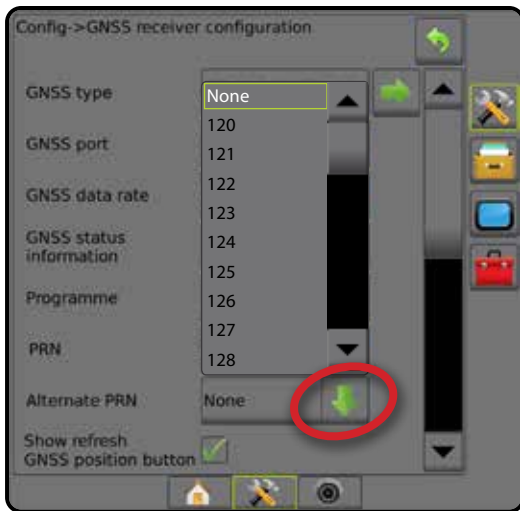 Config->GNSS receiver configuration
GNSS type
GNSS port
GNSS data rate
GNSS status
information
Programme
PRN
None
120
121
122
123
124
125
126
127
128
Alternate PRN
None
Show refresh
GNSS position button